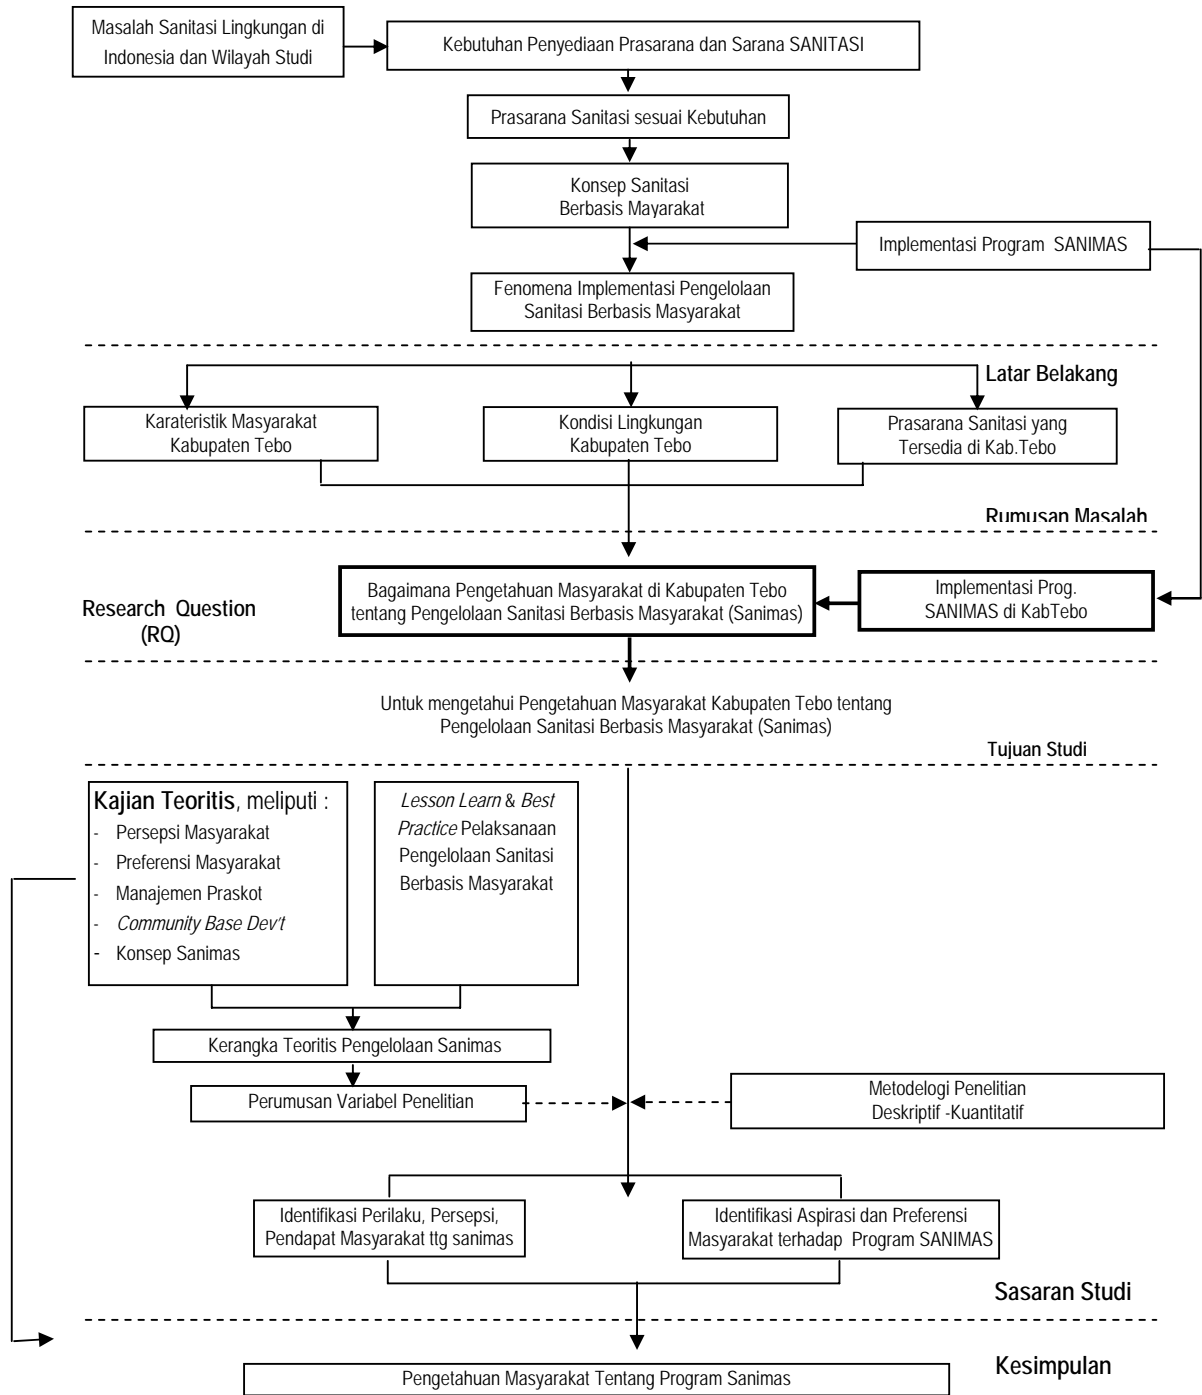 Masalah Sanitasi Lingkungan di
Indonesia dan Wilayah Studi
Kebutuhan Penyediaan Prasarana dan Sarana SANITASI
Prasarana Sanitasi sesuai Kebutuhan
Konsep Sanitasi
Berbasis Mayarakat
Implementasi Program SANIMAS
Fenomena Implementasi Pengelolaan
Sanitasi Berbasis Masyarakat
Latar Belakang
Karateristik Masyarakat
Kabupaten Tebo
Kondisi Lingkungan
Kabupaten Tebo
Prasarana Sanitasi yang
Tersedia di Kab.Tebo
Rumusan Masalah
Research Question
(RQ)
Bagaimana Pengetahuan Masyarakat di Kabupaten Tebo
tentang Pengelolaan Sanitasi Berbasis Masyarakat (Sanimas)
Implementasi Prog.
SANIMAS di KabTebo
Untuk mengetahui Pengetahuan Masyarakat Kabupaten Tebo tentang
Pengelolaan Sanitasi Berbasis Masyarakat (Sanimas)
Tujuan Studi
Kajian Teoritis, meliputi :
- Persepsi Masyarakat
- Preferensi Masyarakat
- Manajemen Praskot
- Community Base Dev't
- Konsep Sanimas
Lesson Learn & Best
Practice Pelaksanaan
Pengelolaan Sanitasi
Berbasis Masyarakat
Kerangka Teoritis Pengelolaan Sanimas
Perumusan Variabel Penelitian
Metodelogi Penelitian
Deskriptif -Kuantitatif
Identifikasi Perilaku, Persepsi,
Pendapat Masyarakat ttg sanimas
Identifikasi Aspirasi dan Preferensi
Masyarakat terhadap Program SANIMAS
Sasaran Studi
Kesimpulan
Pengetahuan Masyarakat Tentang Program Sanimas